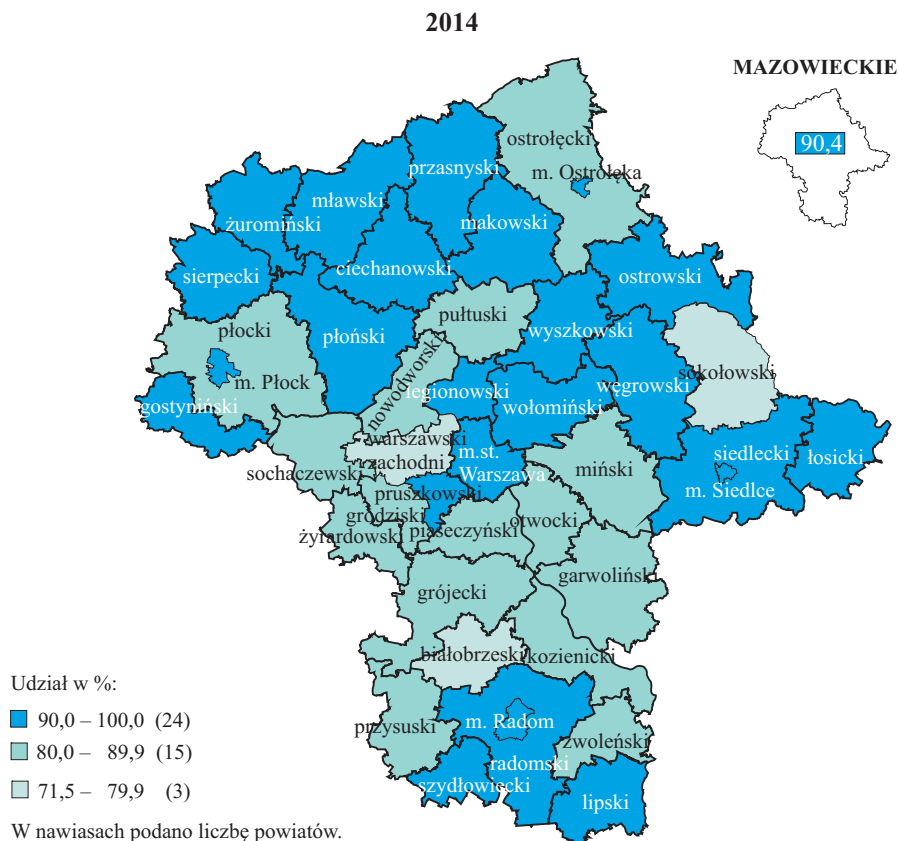 2014
MAZOWIECKIE
90,4
ostrołęcki
m. Ostrołęka
przasnyski
mławski
makowski
żuromiński
ciechanowski
sierpecki
ostrowski
pułtuski
płocki
płoński
wyszkowski
nowodworski
sokołowski
m. Płock
legionowski
węgrowski
gostyniński
wołomiński
warszawski
zachodni
m.st.
Warszawa
siedlecki
łosicki
sochaczewski
miński
m. Siedlce
pruszkowski
grodziski
otwocki
żyrardowski
piaseczyński
garwolińsk
grójecki
białobrzeski
kozienicki
Udział w %:
90,0 – 100,0 (24)
80,0 – 89,9 (15)
71,5 – 79,9 (3)
W nawiasach podano liczbę powiatów.
przysuski
m. Radom
zwoleński
radomski
szydłowiecki
lipski